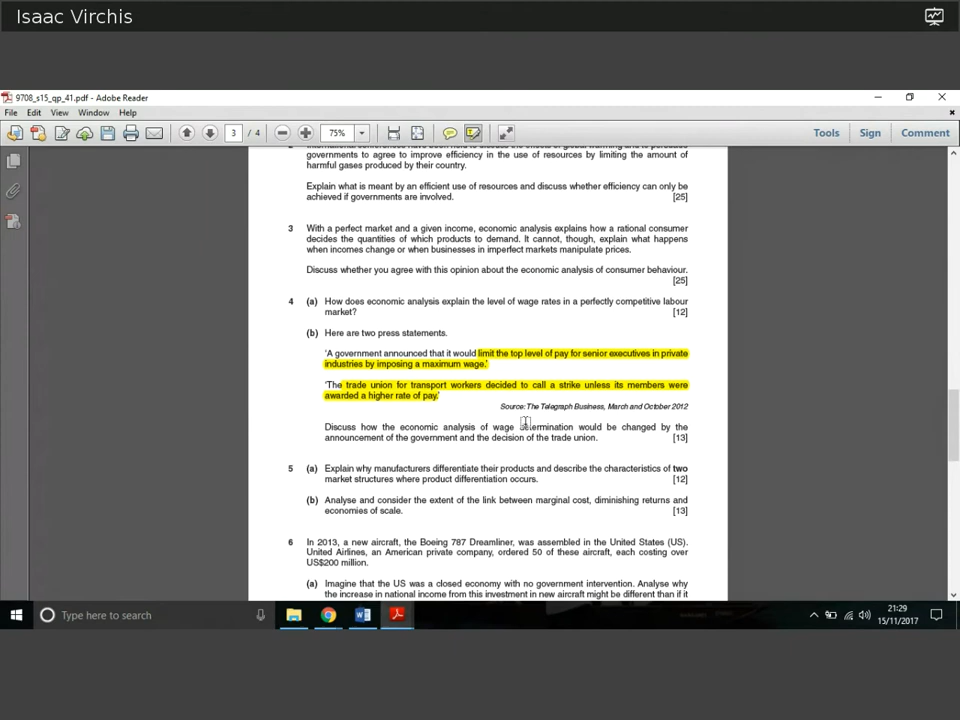 Isaac Virchis
9708_s15_qp_41.pdf - Adobe Reader
File Edit View Window Help
3 / 4 75% Tools Sign Comment
governments to agree to improve efficiency in the use of resources by limiting the amount of
harmful gases produced by their country.
Explain what is meant by an efficient use of resources and discuss whether efficiency can only be
achieved if governments are involved. [25]
3 With a perfect market and a given income, economic analysis explains how a rational consumer
decides the quantities of which products to demand. It cannot, though, explain what happens
when incomes change or when businesses in imperfect markets manipulate prices.
Discuss whether you agree with this opinion about the economic analysis of consumer behaviour.
[25]
4 (a) How does economic analysis explain the level of wage rates in a perfectly competitive labour
market? [12]
(b) Here are two press statements.
'A government announced that it would limit the top level of pay for senior executives in private
industries by imposing a maximum wage.'
'The trade union for transport workers decided to call a strike unless its members were
awarded a higher rate of pay.'
Source: The Telegraph Business, March and October 2012
Discuss how the economic analysis of wage determination would be changed by the
announcement of the government and the decision of the trade union. [13]
5 (a) Explain why manufacturers differentiate their products and describe the characteristics of two
market structures where product differentiation occurs. [12]
(b) Analyse and consider the extent of the link between marginal cost, diminishing returns and
economies of scale. [13]
6 In 2013, a new aircraft, the Boeing 787 Dreamliner, was assembled in the United States (US).
United Airlines, an American private company, ordered 50 of these aircraft, each costing over
US$200 million.
(a) Imagine that the US was a closed economy with no government intervention. Analyse why
the increase in national income from this investment in new aircraft might be different than if it
Type here to search
21:29
15/11/2017